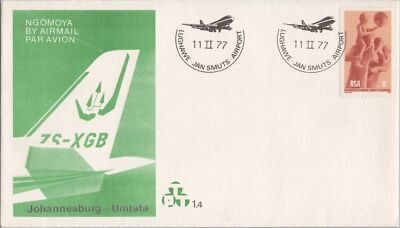 NGOMOYA
BY AIRMAIL
PAR AVION
ZS-XGB
Johannesburg - Umtata
1.4
LUGHAWE JAN SMUTS AIRPORT
11 II 77
LUGHAWE JAN SMUTS AIRPORT
11 II 77
RSA